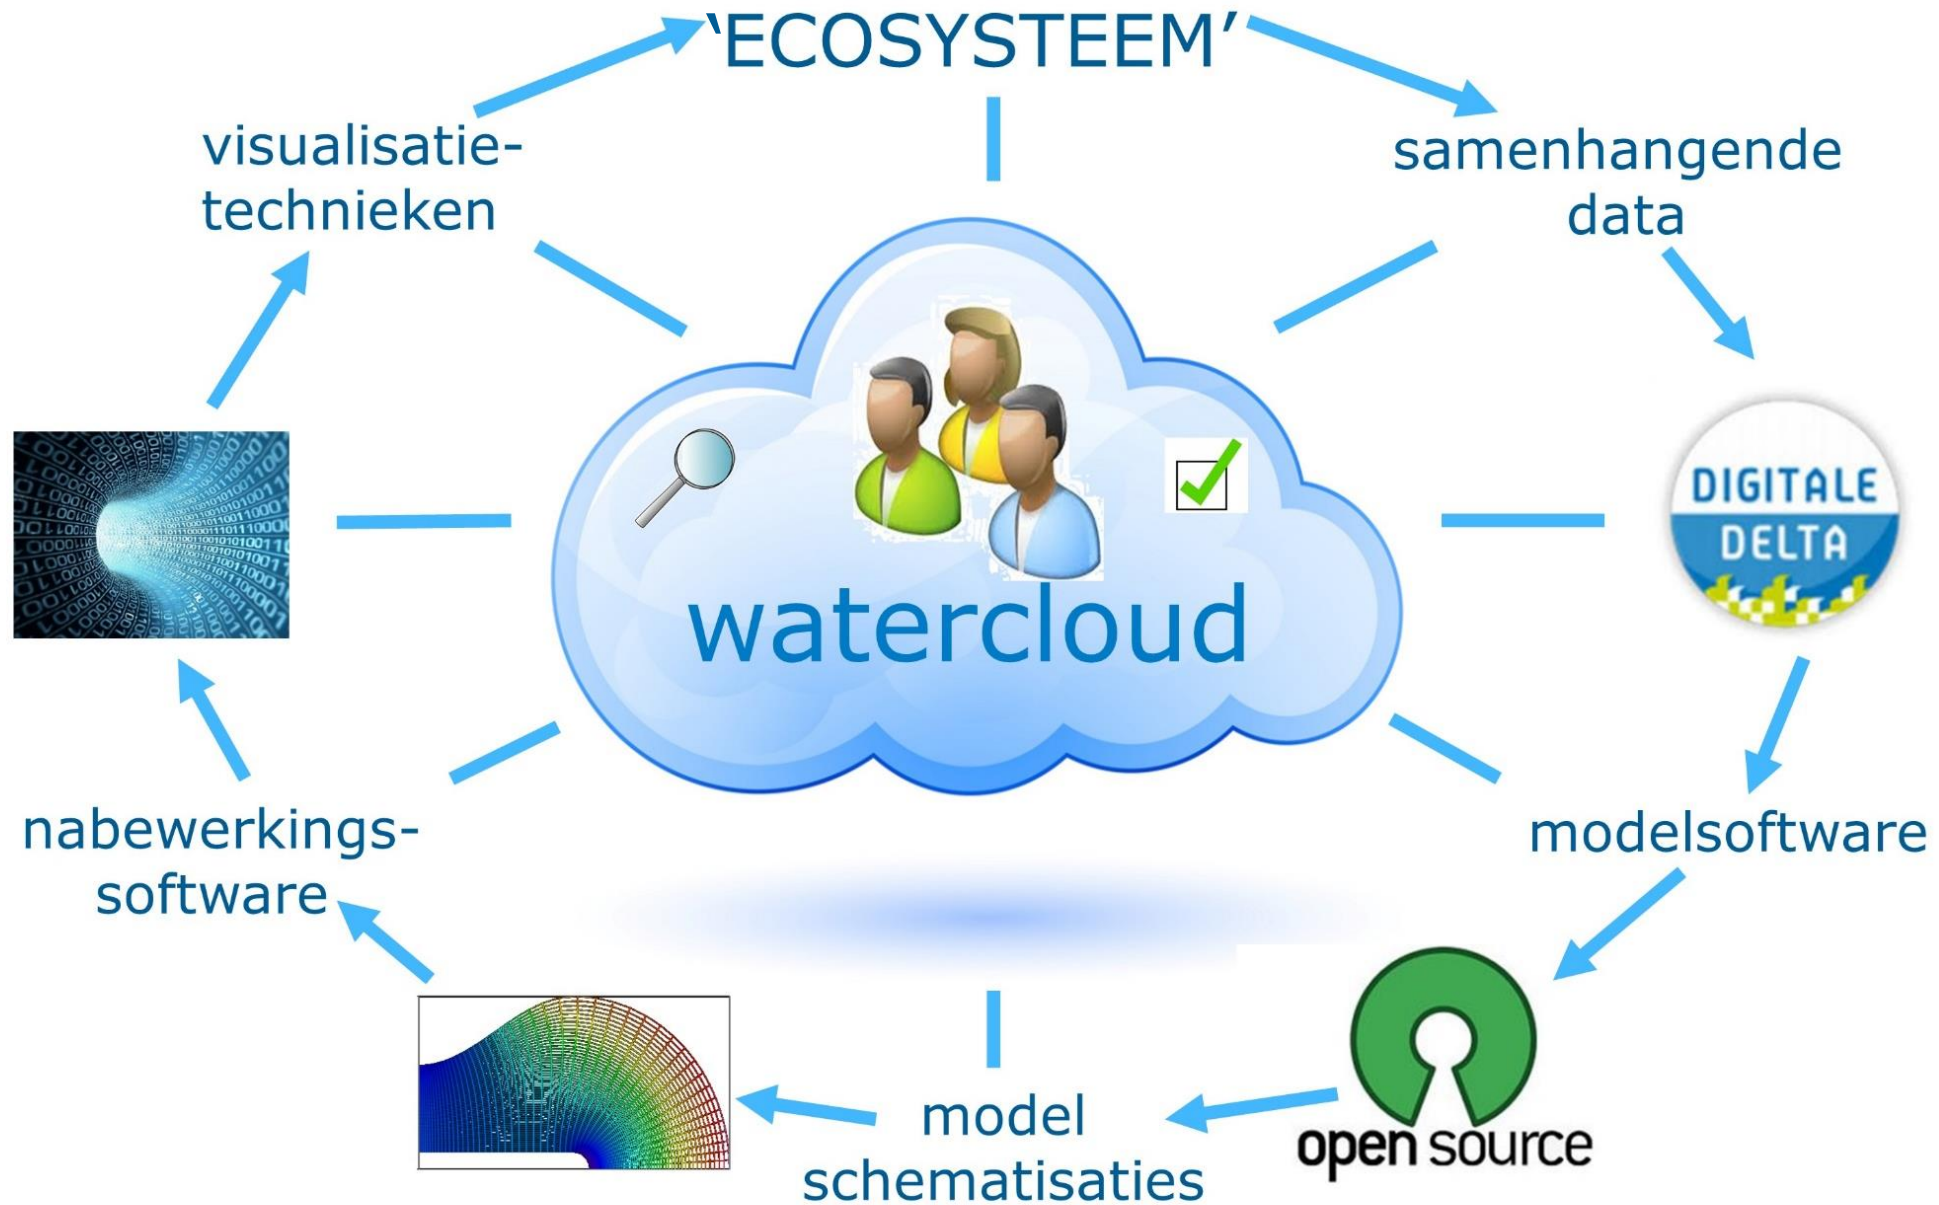 ‘ECOSYSTEEM’
visualisatie-
technieken
samenhangende
data
DIGITALE
DELTA
watercloud
nabewerkings-
software
modelsoftware
model
schematisaties
open source